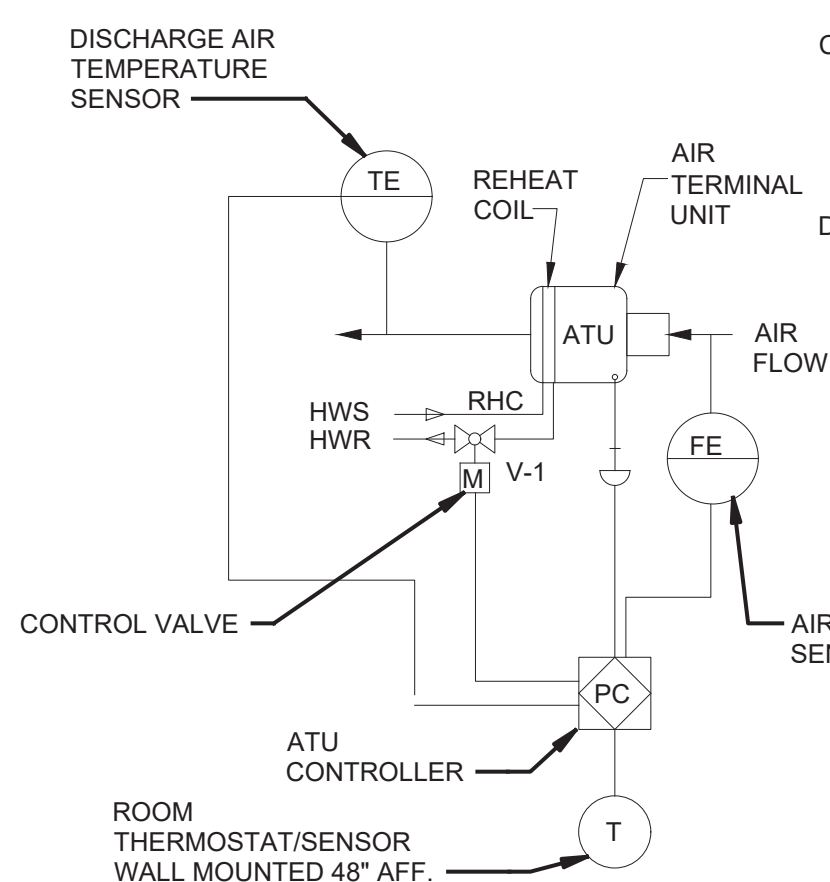 DISCHARGE AIR
TEMPERATURE
SENSOR
TE
REHEAT
COIL
AIR
TERMINAL
UNIT
ATU
AIR
FLOW
HWS
RHC
HWR
M
V-1
FE
CONTROL VALVE
AIR
PC
ATU
CONTROLLER
ROOM
THERMOSTAT/SENSOR
WALL MOUNTED 48" AFF.
T